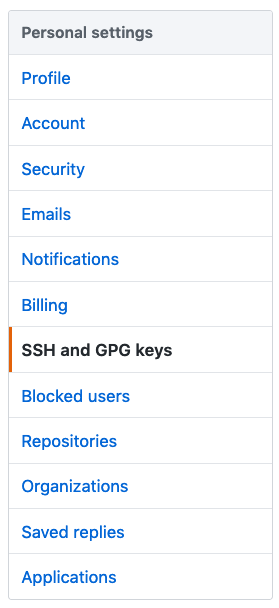 Personal settings
Profile
Account
Security
Emails
Notifications
Billing
SSH and GPG keys
Blocked users
Repositories
Organizations
Saved replies
Applications